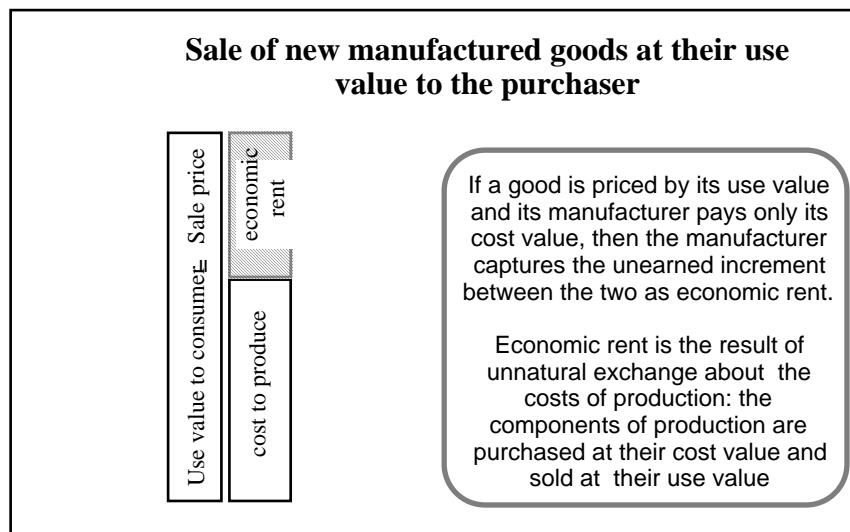 Sale of new manufactured goods at their use
value to the purchaser
Use value to consumer = Sale price
economic
rent
cost to produce
If a good is priced by its use value
and its manufacturer pays only its
cost value, then the manufacturer
captures the unearned increment
between the two as economic rent.
Economic rent is the result of
unnatural exchange about the
costs of production: the
components of production are
purchased at their cost value and
sold at their use value